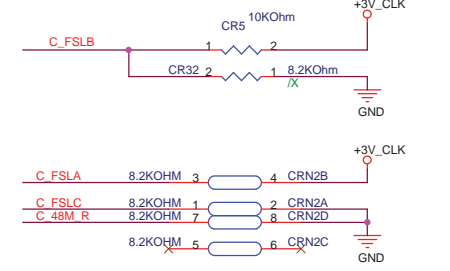 +3V_CLK
10KOhm
CR5
C_FSLB 1 2
CR32 2 1 8.2KOhm
/X
GND
+3V_CLK
C_FSLA 8.2KOHM 3 4 CRN2B
C_FSLC 8.2KOHM 1 2 CRN2A
C_48M_R 8.2KOHM 7 8 CRN2D
8.2KOHM 5 6 CRN2C
GND